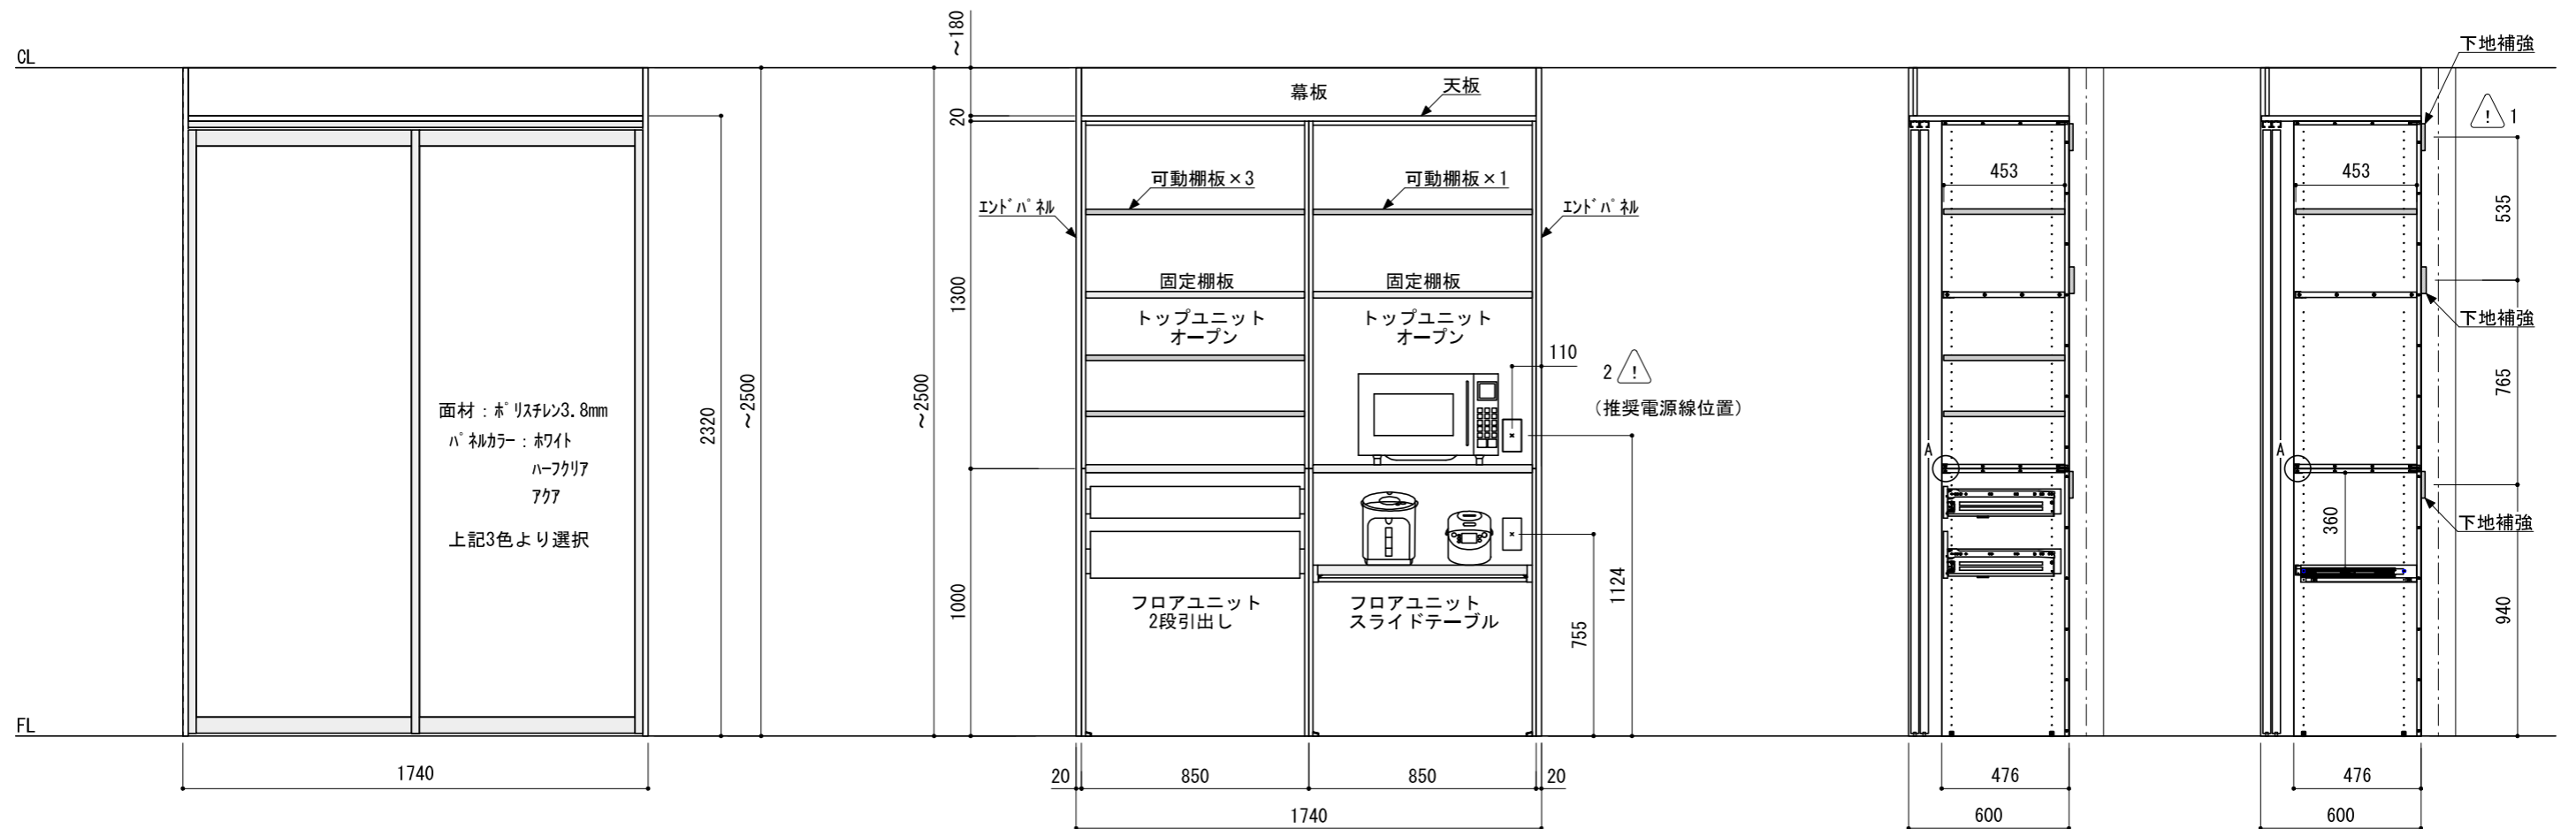 CL
FL
面材：ﾎﾟﾘｽﾁﾚﾝ3.8mm
ﾊﾟﾈﾙｶﾗｰ：ﾎﾜｲﾄ
ﾊｰﾌｸﾘｱ
ｱｸｱ
上記3色より選択
2320
～2500
1740
～2500
～180
20
1300
1000
幕板
天板
可動棚板×3
可動棚板×1
ｴﾝﾄﾞﾊﾟﾈﾙ
ｴﾝﾄﾞﾊﾟﾈﾙ
固定棚板
固定棚板
トップユニット
オープン
トップユニット
オープン
110
2 !
（推奨電源線位置）
フロアユニット
2段引出し
フロアユニット
スライドテーブル
755
1124
20
850
850
20
1740
453
A
476
600
453
A
360
476
600
下地補強
! 1
535
下地補強
765
下地補強
940